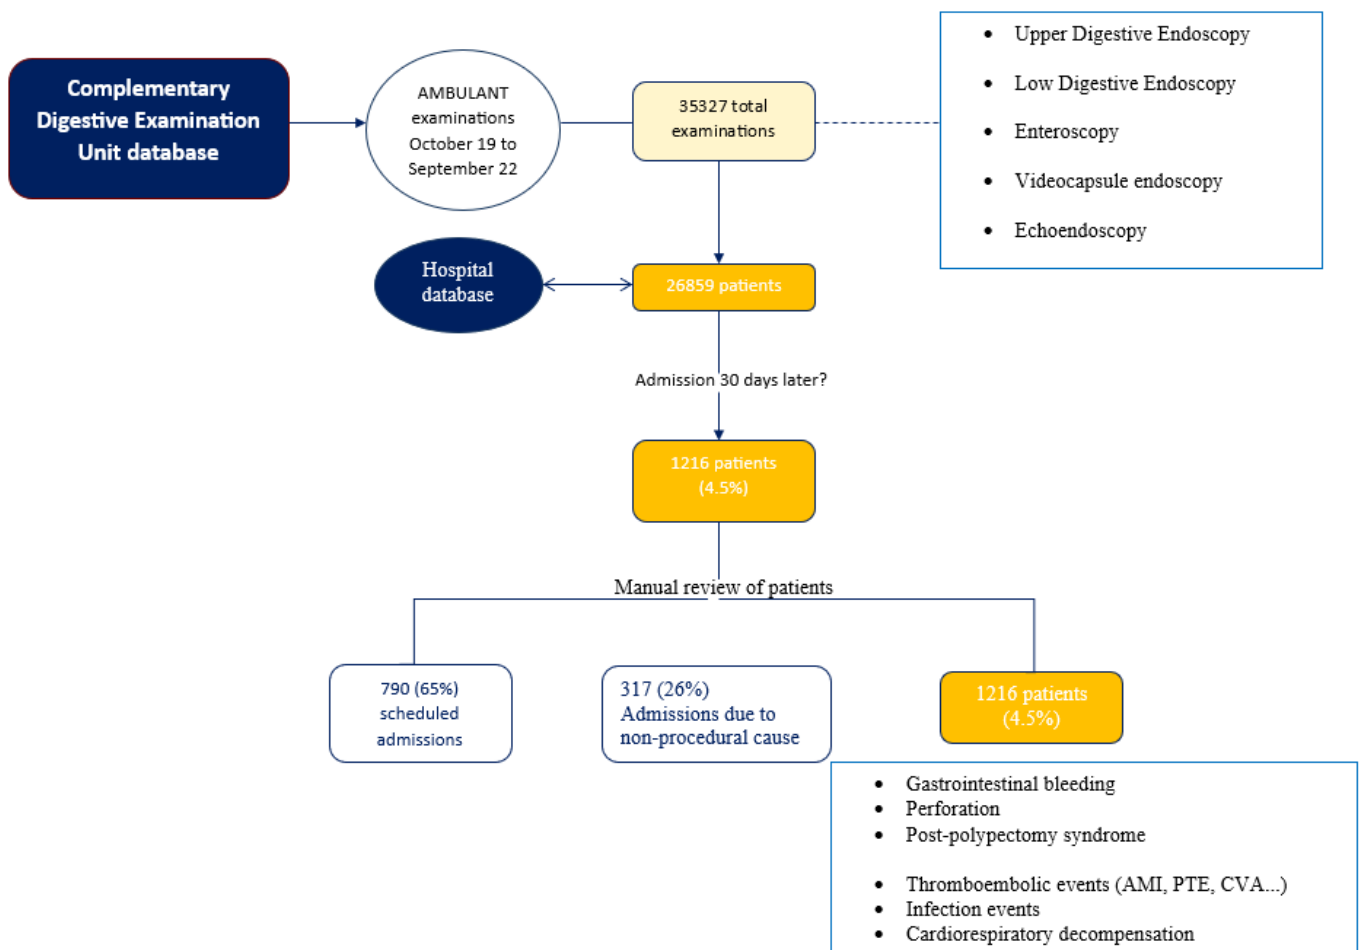 Complementary
Digestive Examination
Unit database
AMBULANT
examinations
October 19 to
September 22
35327 total
examinations
• Upper Digestive Endoscopy
• Low Digestive Endoscopy
• Enteroscopy
• Videocapsule endoscopy
• Echoendoscopy
Hospital
database
26859 patients
Admission 30 days later?
1216 patients
(4.5%)
Manual review of patients
790 (65%)
scheduled
admissions
317 (26%)
Admissions due to
non-procedural cause
1216 patients
(4.5%)
• Gastrointestinal bleeding
• Perforation
• Post-polypectomy syndrome
• Thromboembolic events (AMI, PTE, CVA...)
• Infection events
• Cardiorespiratory decompensation